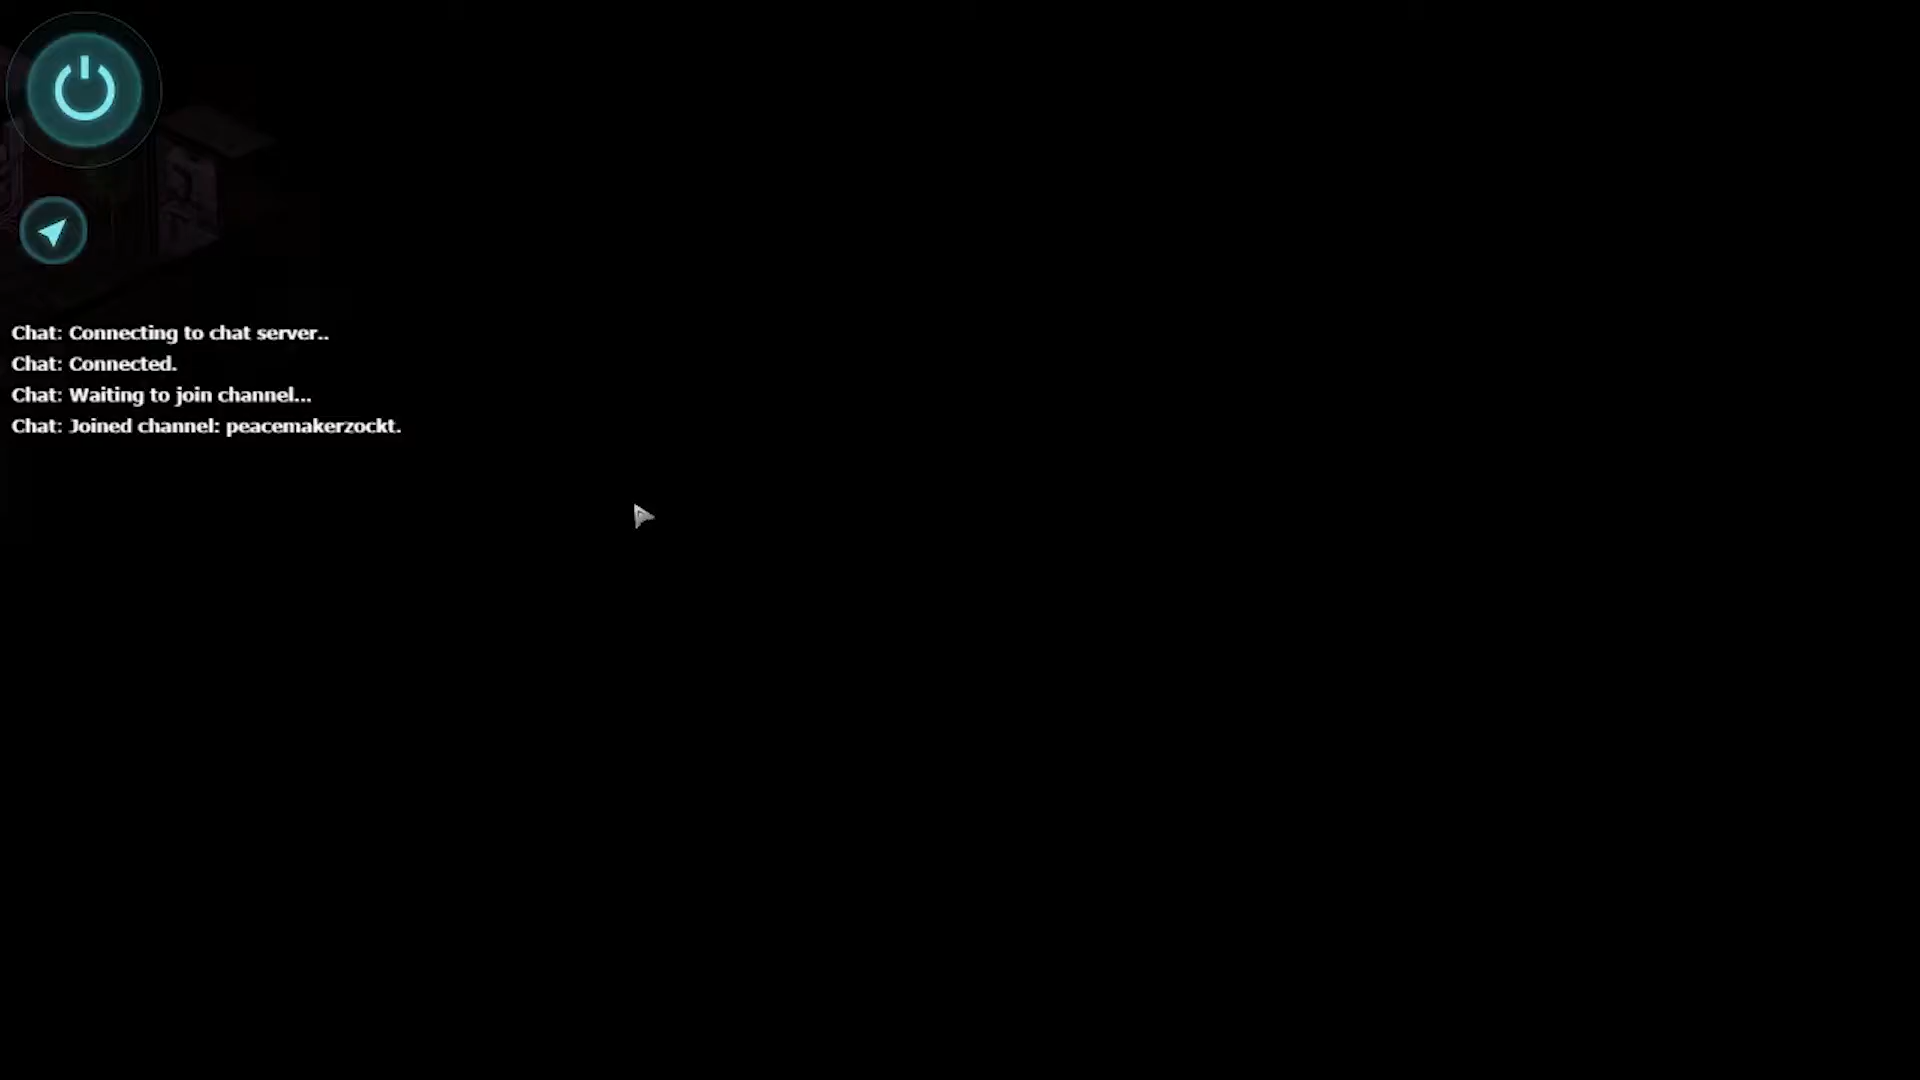 Chat: Connecting to chat server..
Chat: Connected.
Chat: Waiting to join channel...
Chat: Joined channel: peacemakerzockt.